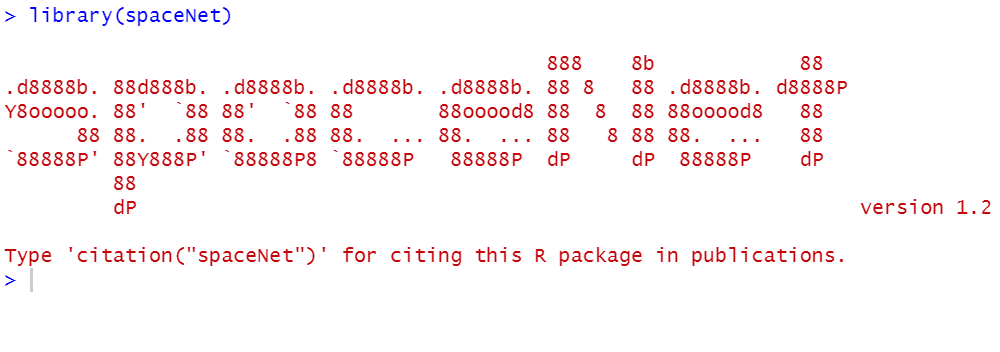 > library(spaceNet)
                                                    888    8b              88
.d8888b. 88d888b. .d8888b. .d8888b. .d8888b. 88 8   88 .d8888b. d8888P
Y8ooooo. 88'  `88 88'  `88 88       88ooood8 88  8  88 88ooood8   88
      88 88.  .88 88.  .88 88.  ... 88.  ... 88   8 88 88.  ...   88
`88888P' 88Y888P' `88888P8 `88888P   88888P  dP     dP  88888P    dP
         88
         dP                                                          version 1.2
Type 'citation("spaceNet")' for citing this R package in publications.
>